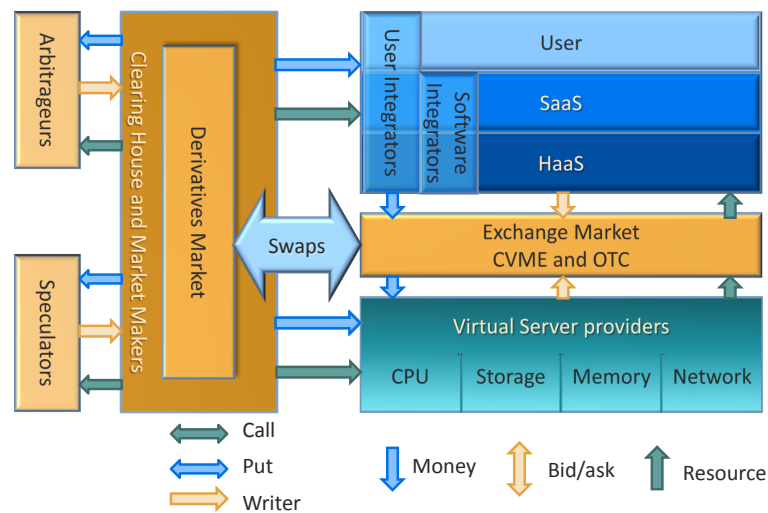 Arbitrageurs
Speculators
Clearing House and Market Makers
Derivatives Market
Swaps
User Integrators
Software
Integrators
User
SaaS
HaaS
Exchange Market
CVME and OTC
Virtual Server providers
CPU
Storage
Memory
Network
Call
Put
Writer
Money
Bid/ask
Resource